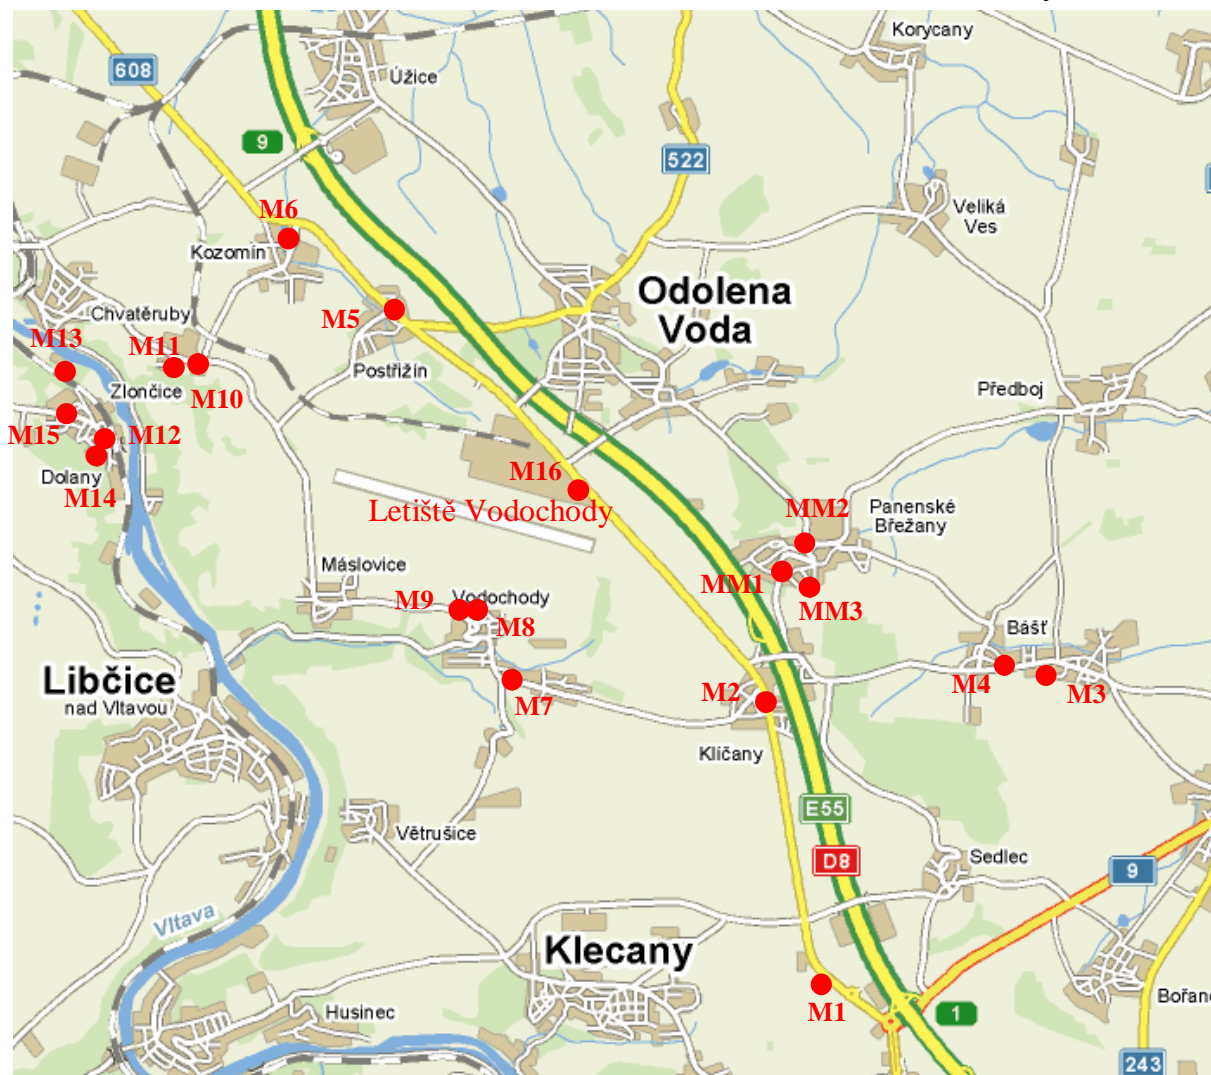 Korycany
608
Úžice
9
522
Veliká
Ves
M6
Kozomín
Odolena
Voda
Chvatěruby
M5
M13
M11
Postřižín
Zlončice
M10
Předboj
M15
M12
Dolany
M14
M16
Letiště Vodochody
MM2
Panenské
Břežany
Máslovice
MM1
MM3
M9
Vodochody
M8
Bášť
Libčice
nad Vltavou
M7
M2
M4
M3
Klíčany
E55
Větrušice
D8
Sedlec
9
Vltava
Klecany
Bořano
Husinec
M1
1
243